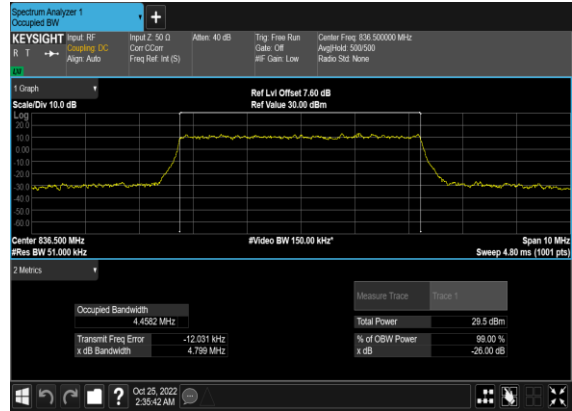 Spectrum Analyzer 1
Occupied BW
+
KEYSIGHT Input: RF Input Z: 50 Ω Atten: 40 dB Trig: Free Run Center Freq: 836.500000 MHz
R T Coupling: DC Corr CCorr Gate: Off Avg|Hold: 500/500
Align: Auto Freq Ref: Int (S) #IF Gain: Low Radio Std: None
1 Graph
Ref Lvl Offset 7.60 dB
Scale/Div 10.0 dB Ref Value 30.00 dBm
Log
20.0
10.0
0.00
-10.0
-20.0
-30.0
-40.0
-50.0
-60.0
Center 836.500 MHz #Video BW 150.00 kHz* Span 10 MHz
#Res BW 51.000 kHz Sweep 4.80 ms (1001 pts)
2 Metrics
Measure Trace Trace 1
Occupied Bandwidth
4.4582 MHz Total Power 29.5 dBm
Transmit Freq Error -12.031 kHz % of OBW Power 99.00 %
x dB Bandwidth 4.799 MHz x dB -26.00 dB
? Oct 25, 2022
2:35:42 AM